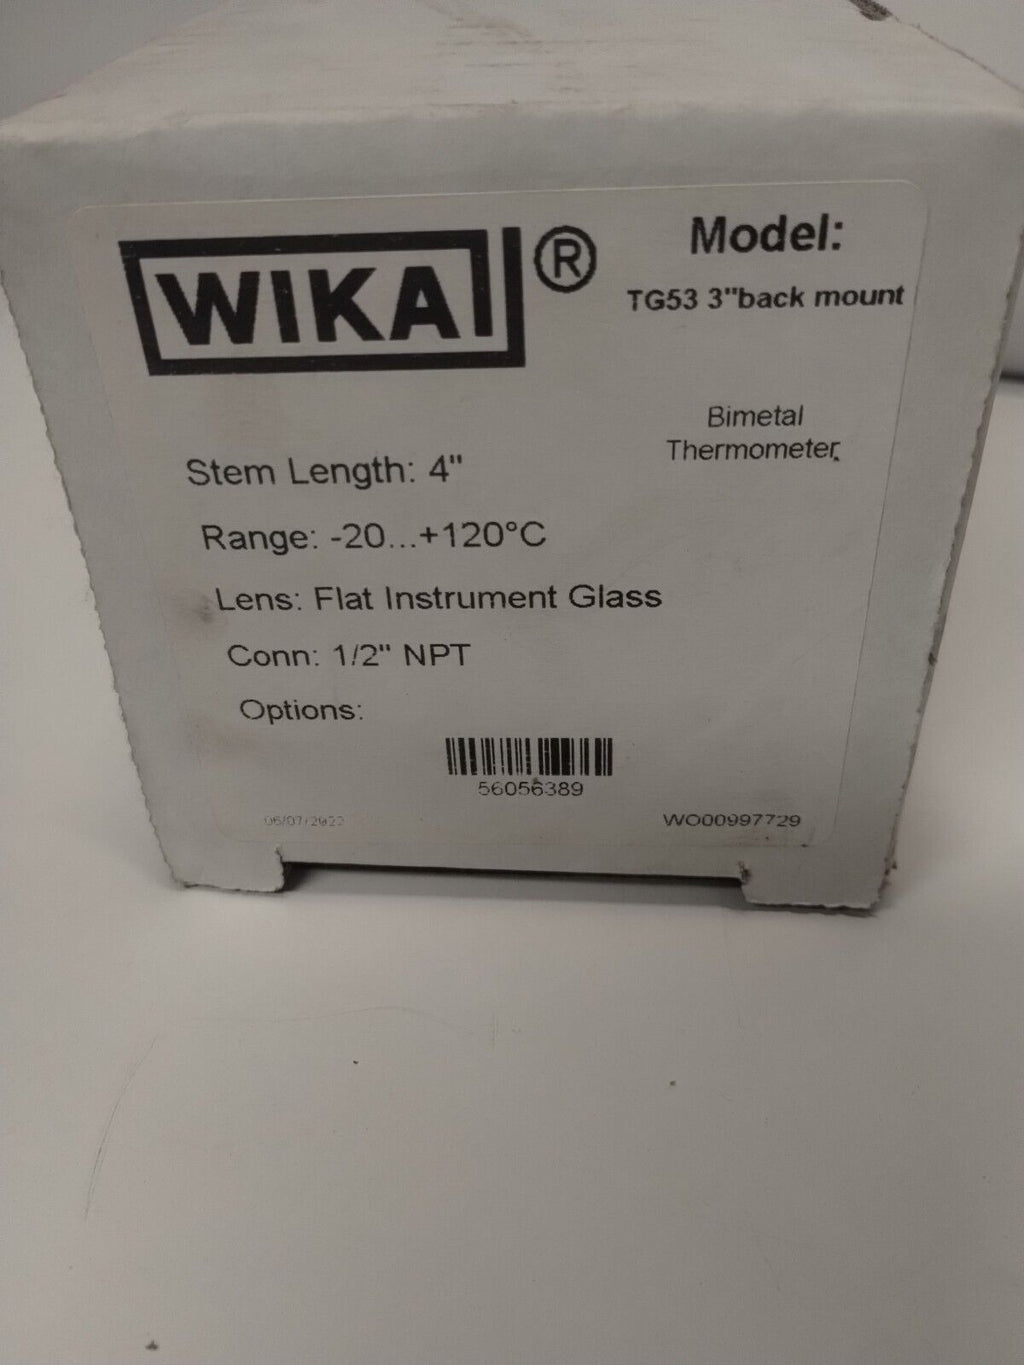 WIKA ®
Model:
TG53 3"back mount
Bimetal
Thermometer
Stem Length: 4"
Range: -20...+120°C
Lens: Flat Instrument Glass
Conn: 1/2" NPT
Options:
56056389
WO00997729